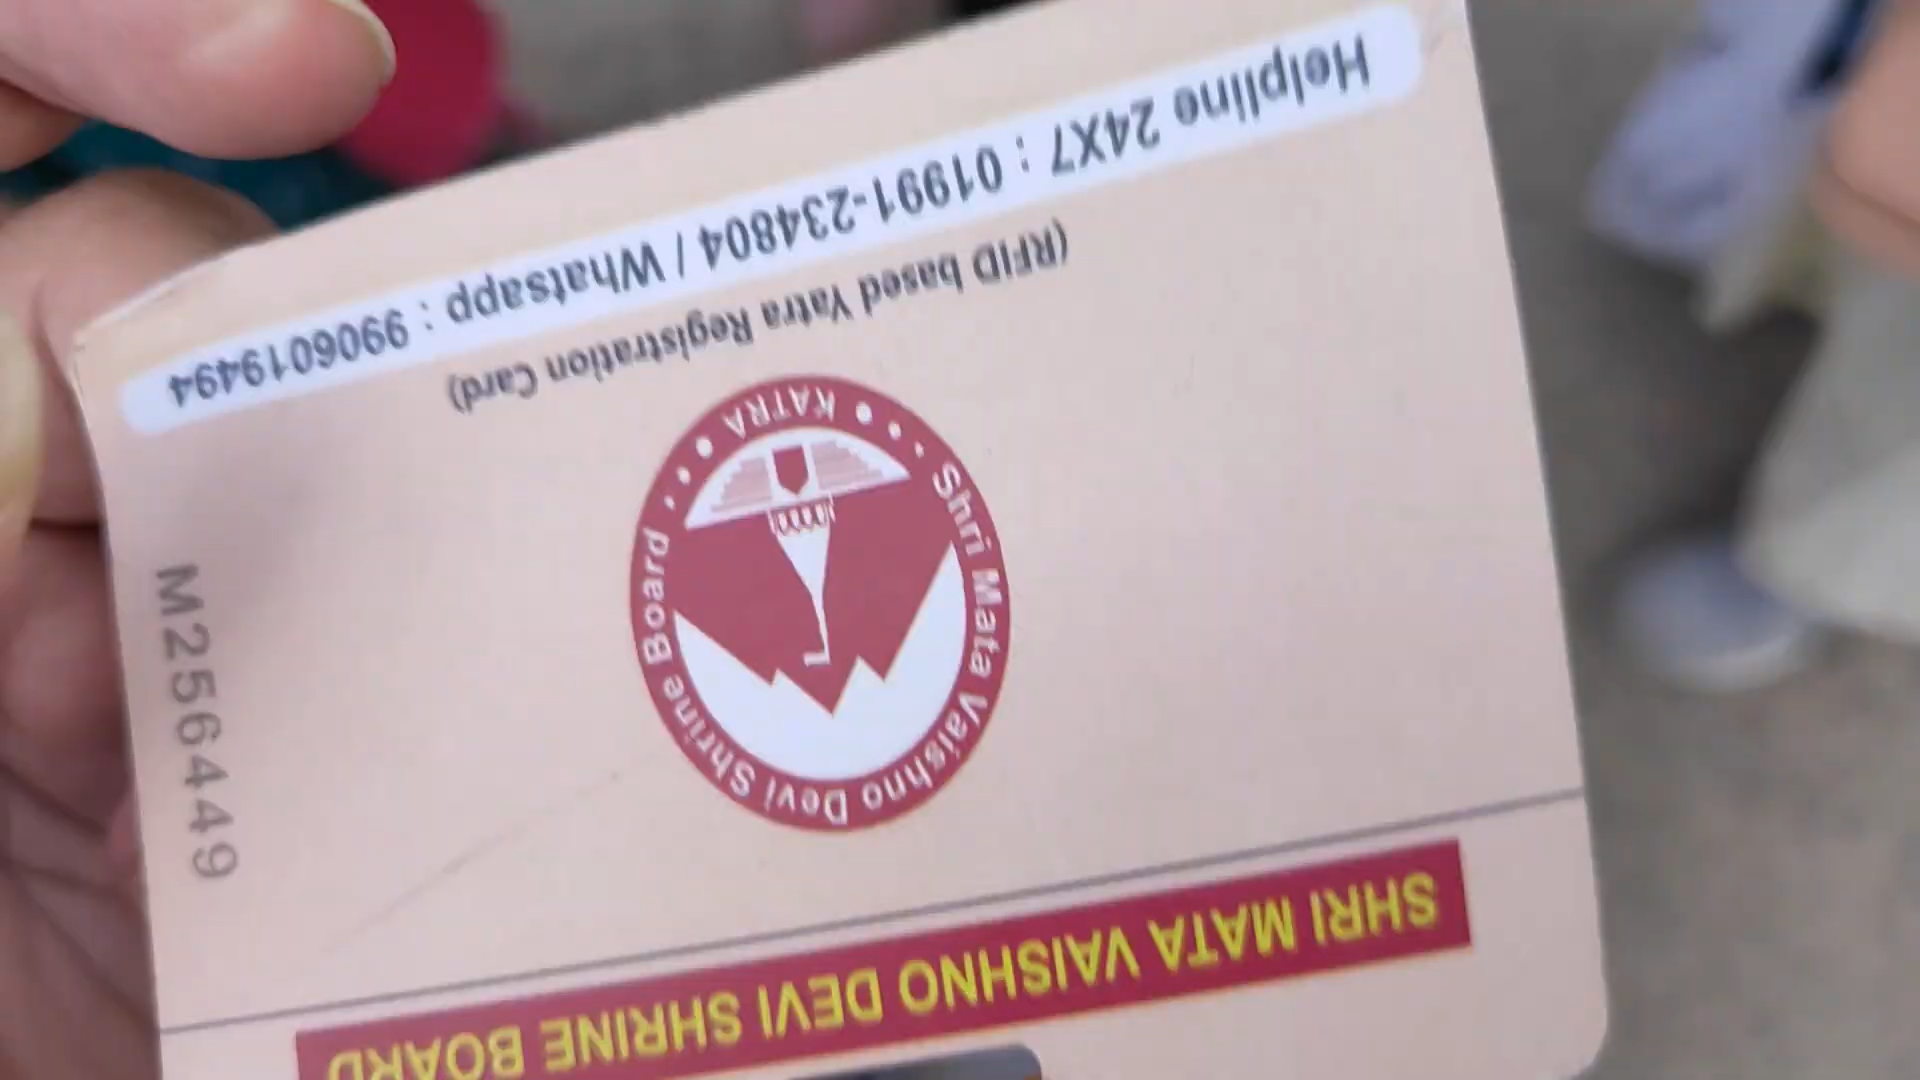 SHRI MATA VAISHNO DEVI SHRINE BOARD
Shri Mata Vaishno Devi Shrine Board
KATRA
M256449
(RFID based Yatra Registration Card)
Helpline 24X7 : 01991-234804 / Whatsapp : 9906019494